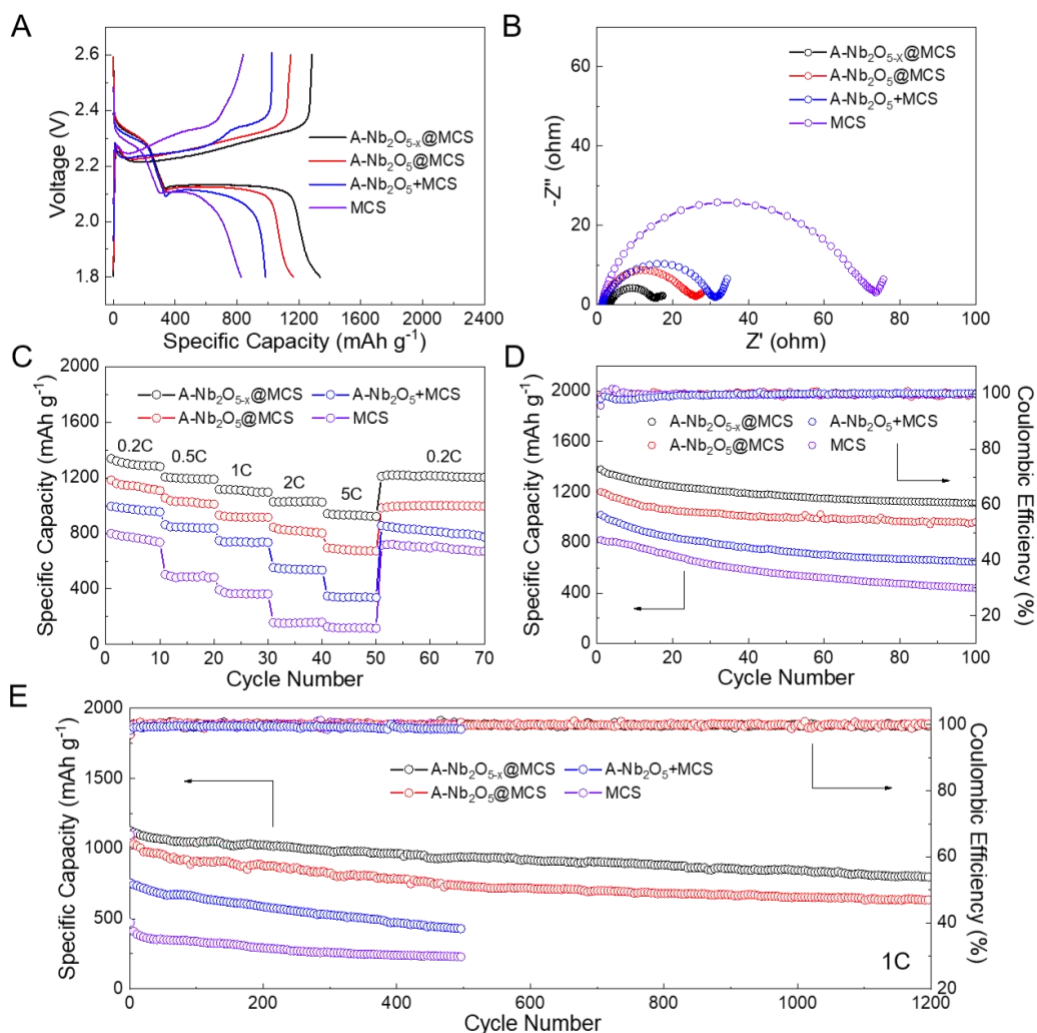 A
Voltage (V)
2.6
2.4
2.2
2.0
1.8
0
400
800
1200
1600
2000
2400
Specific Capacity (mAh g⁻¹)
A-Nb₂O₅₋ₓ@MCS
A-Nb₂O₅@MCS
A-Nb₂O₅+MCS
MCS
B
-Z" (ohm)
60
40
20
0
0
20
40
60
80
100
Z' (ohm)
A-Nb₂O₅₋ₓ@MCS
A-Nb₂O₅@MCS
A-Nb₂O₅+MCS
MCS
C
Specific Capacity (mAh g⁻¹)
2000
1600
1200
800
400
0
0
10
20
30
40
50
60
70
Cycle Number
A-Nb₂O₅₋ₓ@MCS
A-Nb₂O₅+MCS
A-Nb₂O₅@MCS
MCS
0.2C
0.5C
1C
2C
5C
0.2C
D
Specific Capacity (mAh g⁻¹)
2000
1600
1200
800
400
0
0
20
40
60
80
100
Cycle Number
A-Nb₂O₅₋ₓ@MCS
A-Nb₂O₅+MCS
A-Nb₂O₅@MCS
MCS
100
80
60
40
20
Coulombic Efficiency (%)
E
Specific Capacity (mAh g⁻¹)
2000
1500
1000
500
0
0
200
400
600
800
1000
1200
Cycle Number
A-Nb₂O₅₋ₓ@MCS
A-Nb₂O₅+MCS
A-Nb₂O₅@MCS
MCS
1C
100
80
60
40
20
Coulombic Efficiency (%)